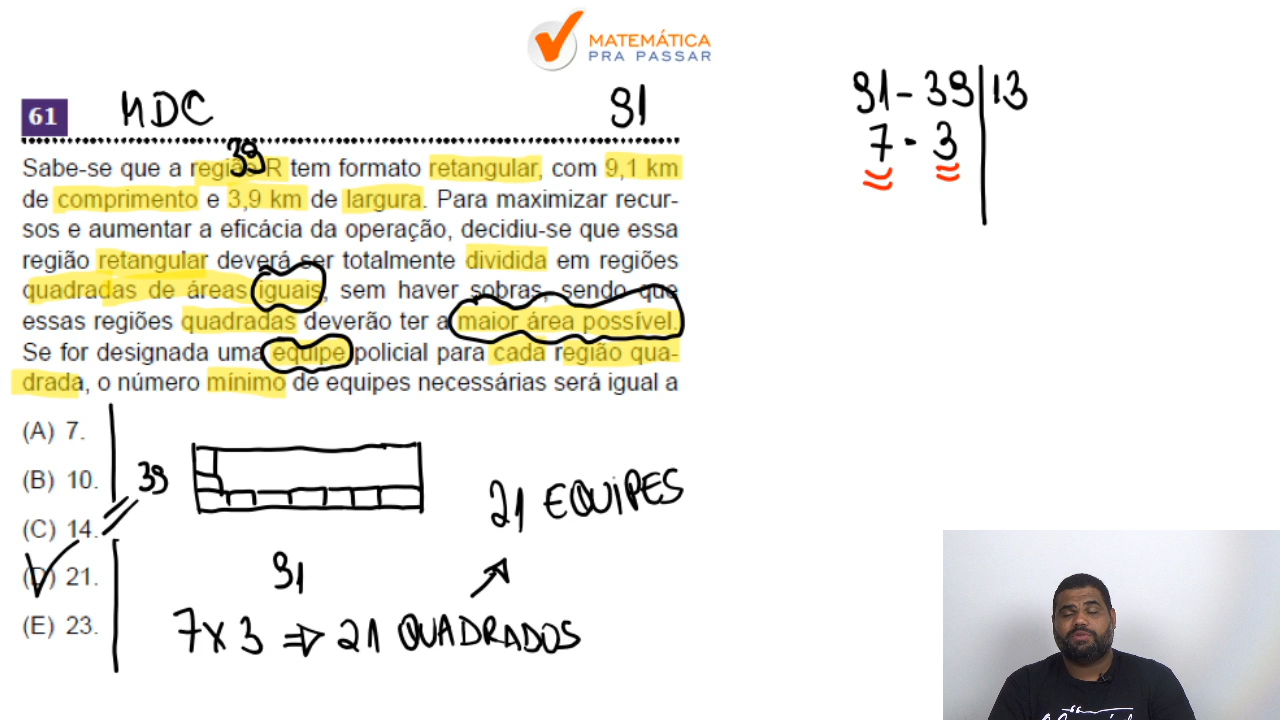 MATEMÁTICA
PRA PASSAR
61 MDC 91
39
Sabe-se que a região R tem formato retangular, com 9,1 km
de comprimento e 3,9 km de largura. Para maximizar recur-
sos e aumentar a eficácia da operação, decidiu-se que essa
região retangular deverá ser totalmente dividida em regiões
quadradas de áreas iguais, sem haver sobras, sendo que
essas regiões quadradas deverão ter a maior área possível.
Se for designada uma equipe policial para cada região qua-
drada, o número mínimo de equipes necessárias será igual a
(A) 7.
(B) 10.
(C) 14.
(D) 21.
(E) 23.
39
91
7 x 3 ⇒ 21 QUADRADOS
21 EQUIPES
91 - 39 | 13
7 - 3